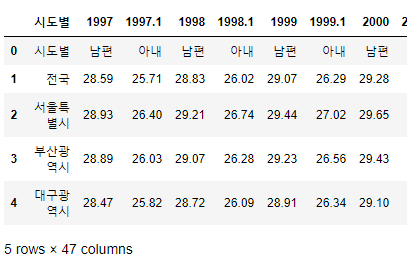 시도별 1997 1997.1 1998 1998.1 1999 1999.1 2000 2
0 시도별 남편 아내 남편 아내 남편 아내 남편
1 전국 28.59 25.71 28.83 26.02 29.07 26.29 29.28
2 서울특
별시 28.93 26.40 29.21 26.74 29.44 27.02 29.65
3 부산광
역시 28.89 26.03 29.07 26.28 29.23 26.56 29.43
4 대구광
역시 28.47 25.82 28.72 26.09 28.91 26.34 29.10
5 rows × 47 columns